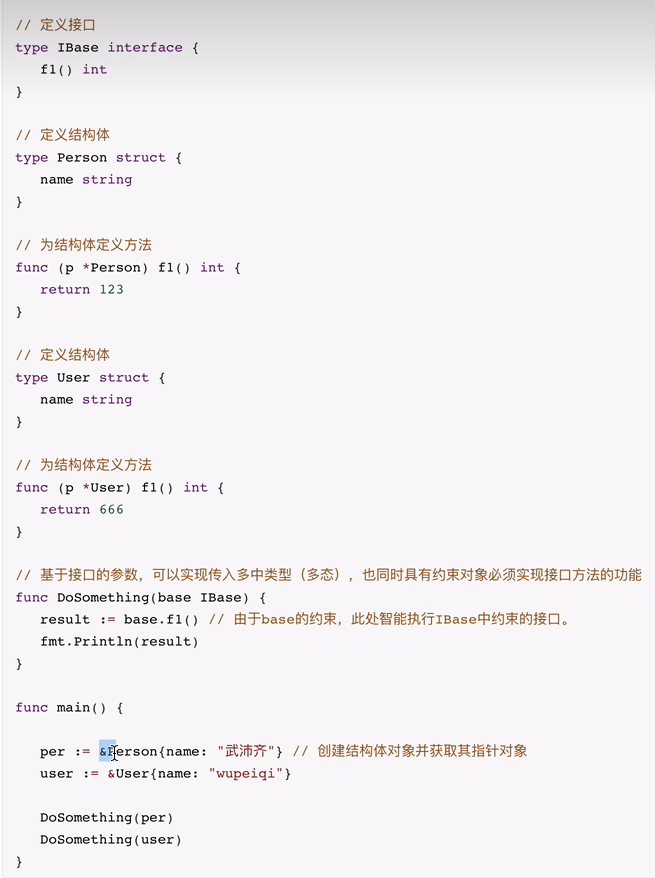 // 定义接口
type IBase interface {
   f1() int
}
// 定义结构体
type Person struct {
   name string
}
// 为结构体定义方法
func (p *Person) f1() int {
   return 123
}
// 定义结构体
type User struct {
   name string
}
// 为结构体定义方法
func (p *User) f1() int {
   return 666
}
// 基于接口的参数，可以实现传入多中类型（多态），也同时具有约束对象必须实现接口方法的功能
func DoSomething(base IBase) {
   result := base.f1() // 由于base的约束，此处智能执行IBase中约束的接口。
   fmt.Println(result)
}
func main() {
   per := &Person{name: "武沛齐"} // 创建结构体对象并获取其指针对象
   user := &User{name: "wupeiqi"}
   DoSomething(per)
   DoSomething(user)
}